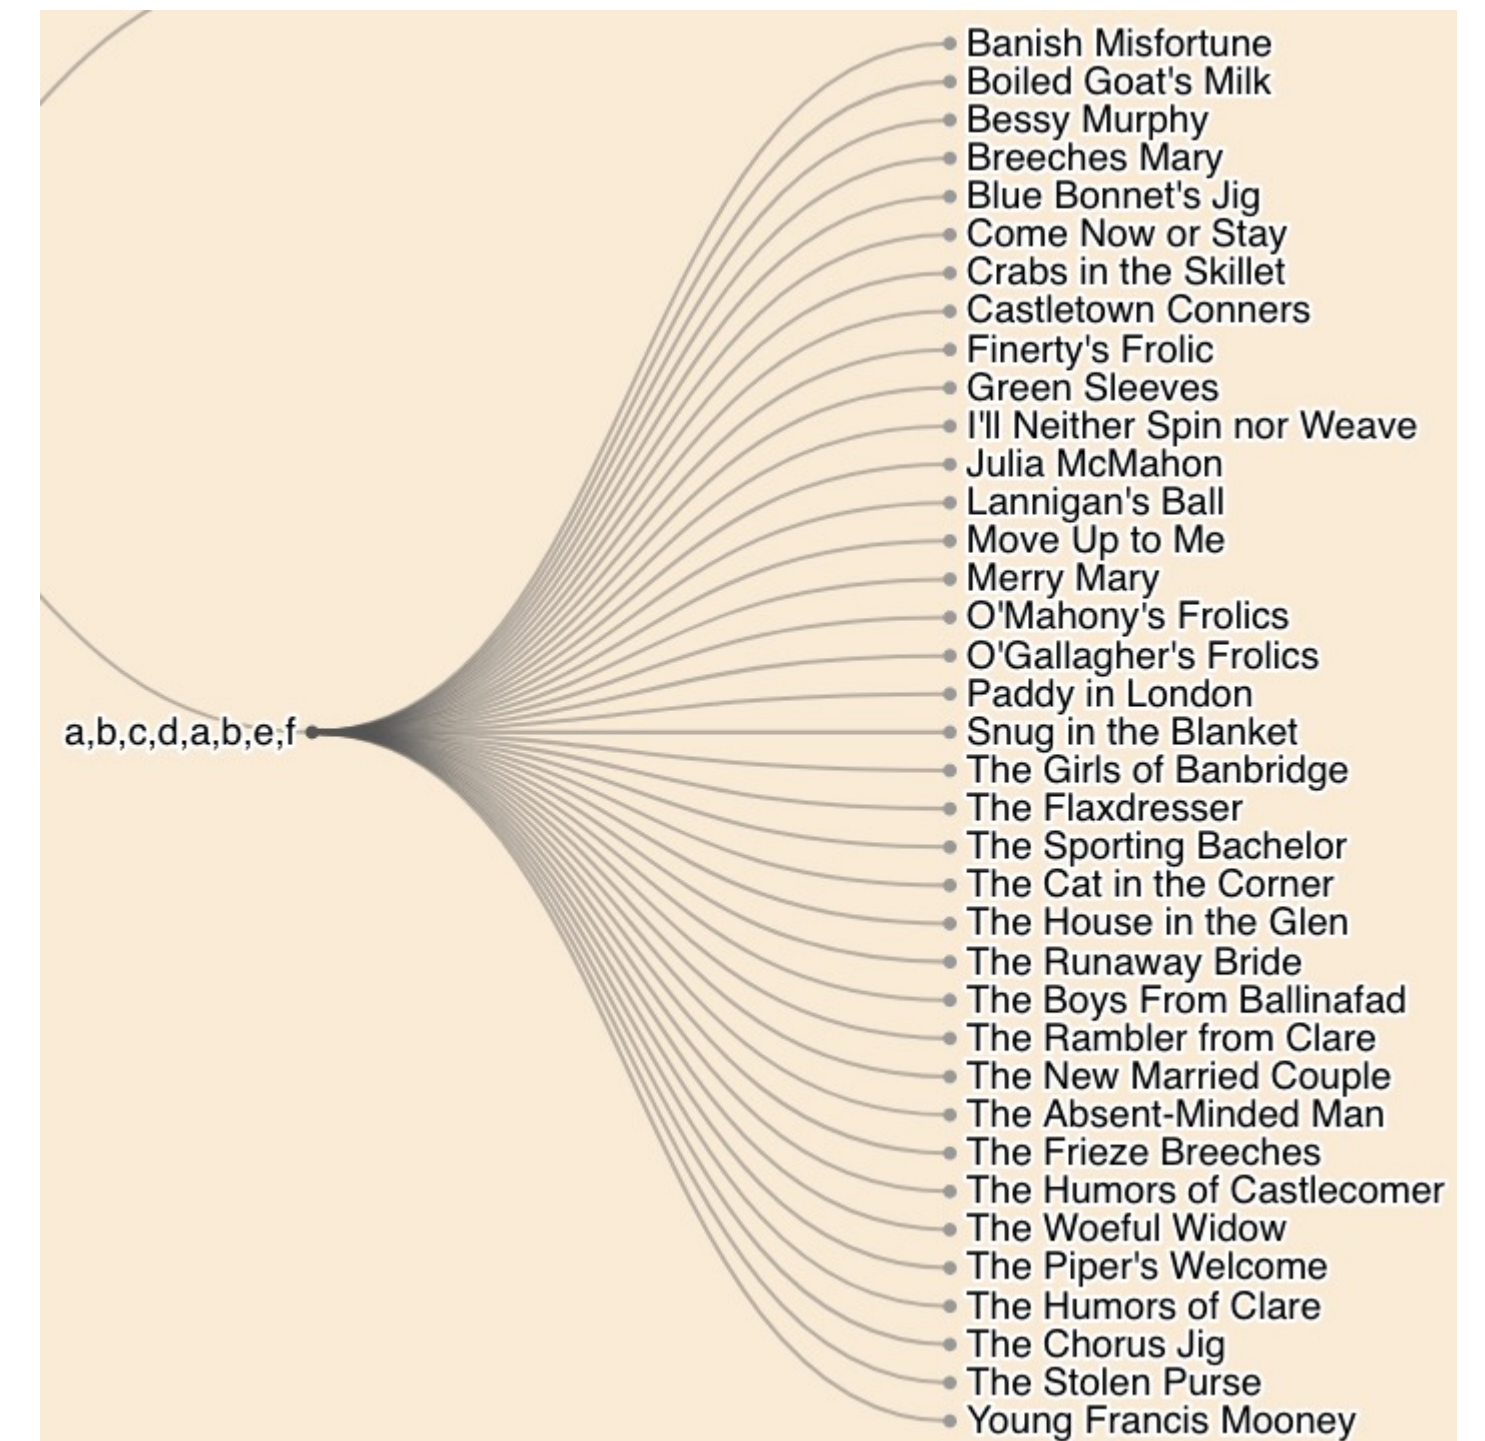 Banish Misfortune
Boiled Goat's Milk
Bessy Murphy
Breeches Mary
Blue Bonnet's Jig
Come Now or Stay
Crabs in the Skillet
Castletown Conners
Finerty's Frolic
Green Sleeves
I'll Neither Spin nor Weave
Julia McMahon
Lannigan's Ball
Move Up to Me
Merry Mary
O'Mahony's Frolics
O'Gallagher's Frolics
Paddy in London
a,b,c,d,a,b,e,f
Snug in the Blanket
The Girls of Banbridge
The Flaxdresser
The Sporting Bachelor
The Cat in the Corner
The House in the Glen
The Runaway Bride
The Boys From Ballinafad
The Rambler from Clare
The New Married Couple
The Absent-Minded Man
The Frieze Breeches
The Humors of Castlecomer
The Woeful Widow
The Piper's Welcome
The Humors of Clare
The Chorus Jig
The Stolen Purse
Young Francis Mooney